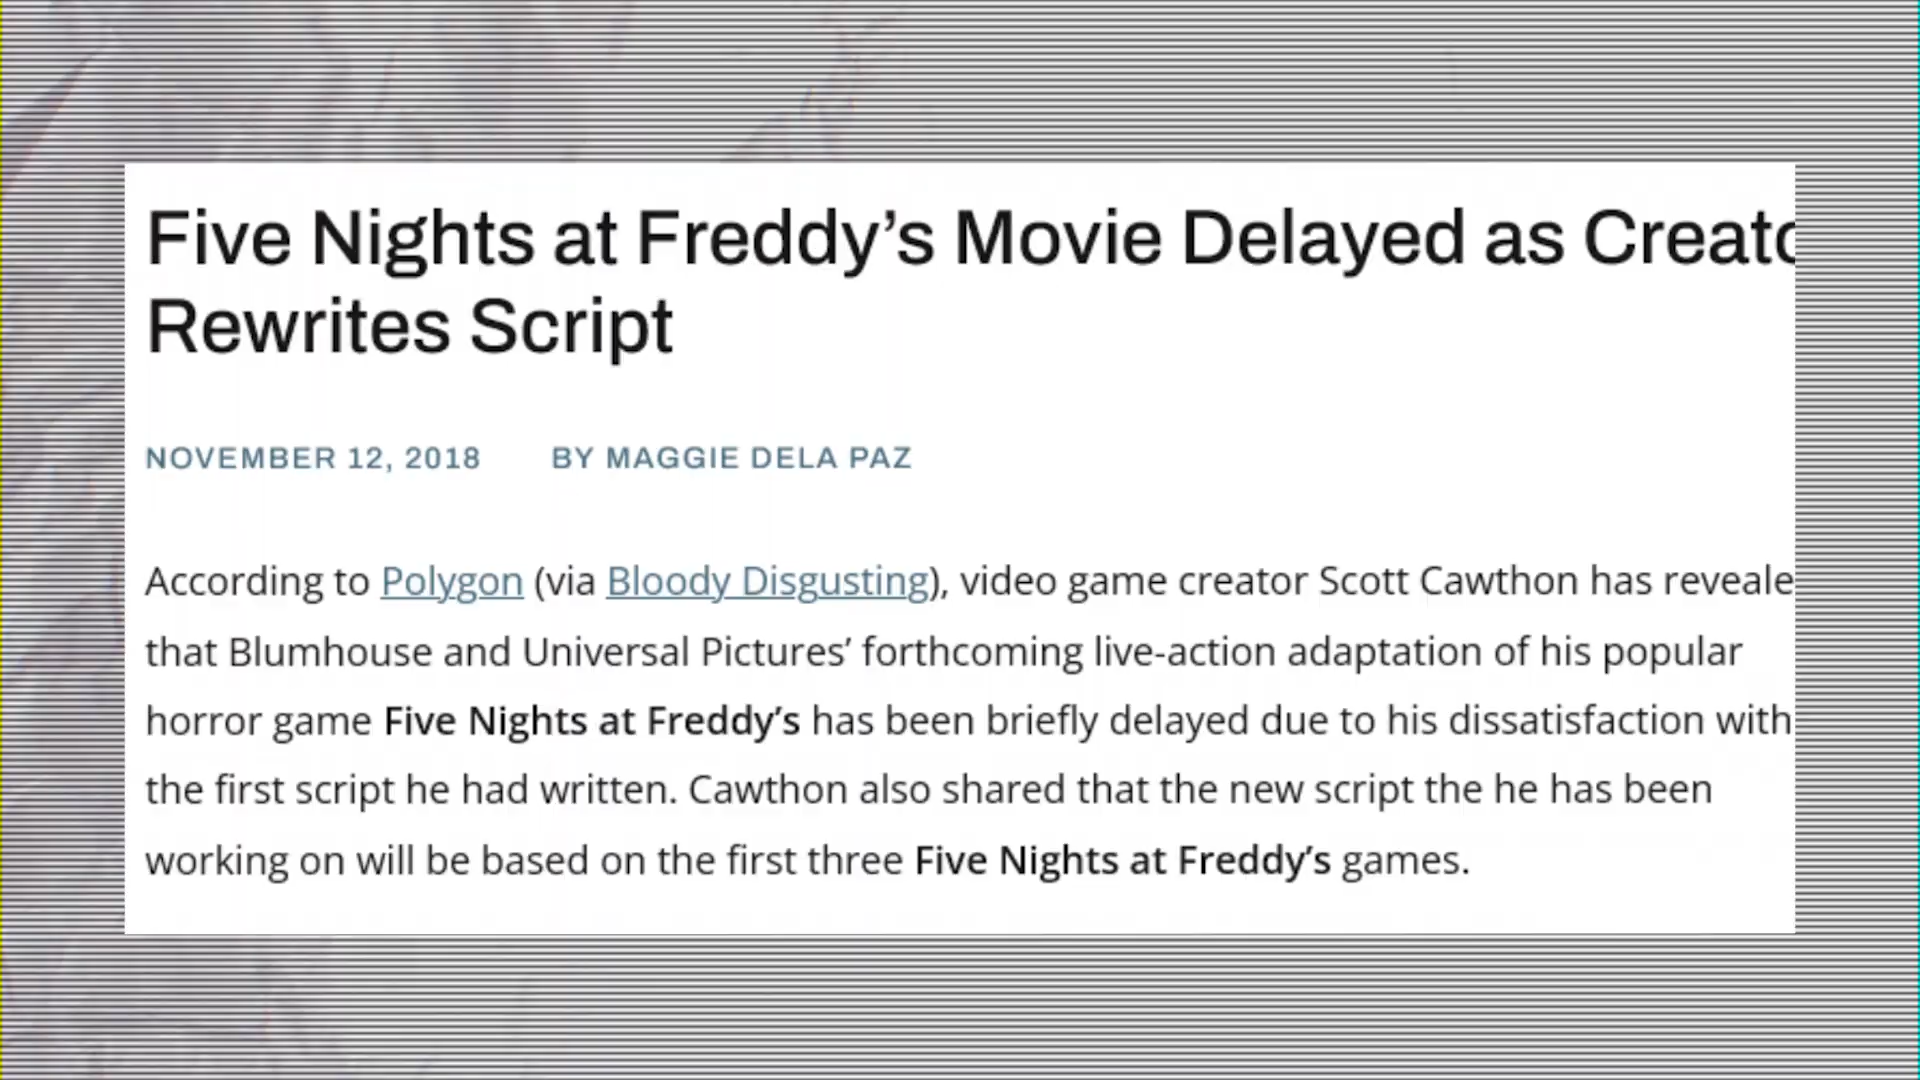 Five Nights at Freddy's Movie Delayed as Creato
Rewrites Script
NOVEMBER 12, 2018 BY MAGGIE DELA PAZ
According to Polygon (via Bloody Disgusting), video game creator Scott Cawthon has reveale
that Blumhouse and Universal Pictures' forthcoming live-action adaptation of his popular
horror game Five Nights at Freddy's has been briefly delayed due to his dissatisfaction with
the first script he had written. Cawthon also shared that the new script the he has been
working on will be based on the first three Five Nights at Freddy's games.